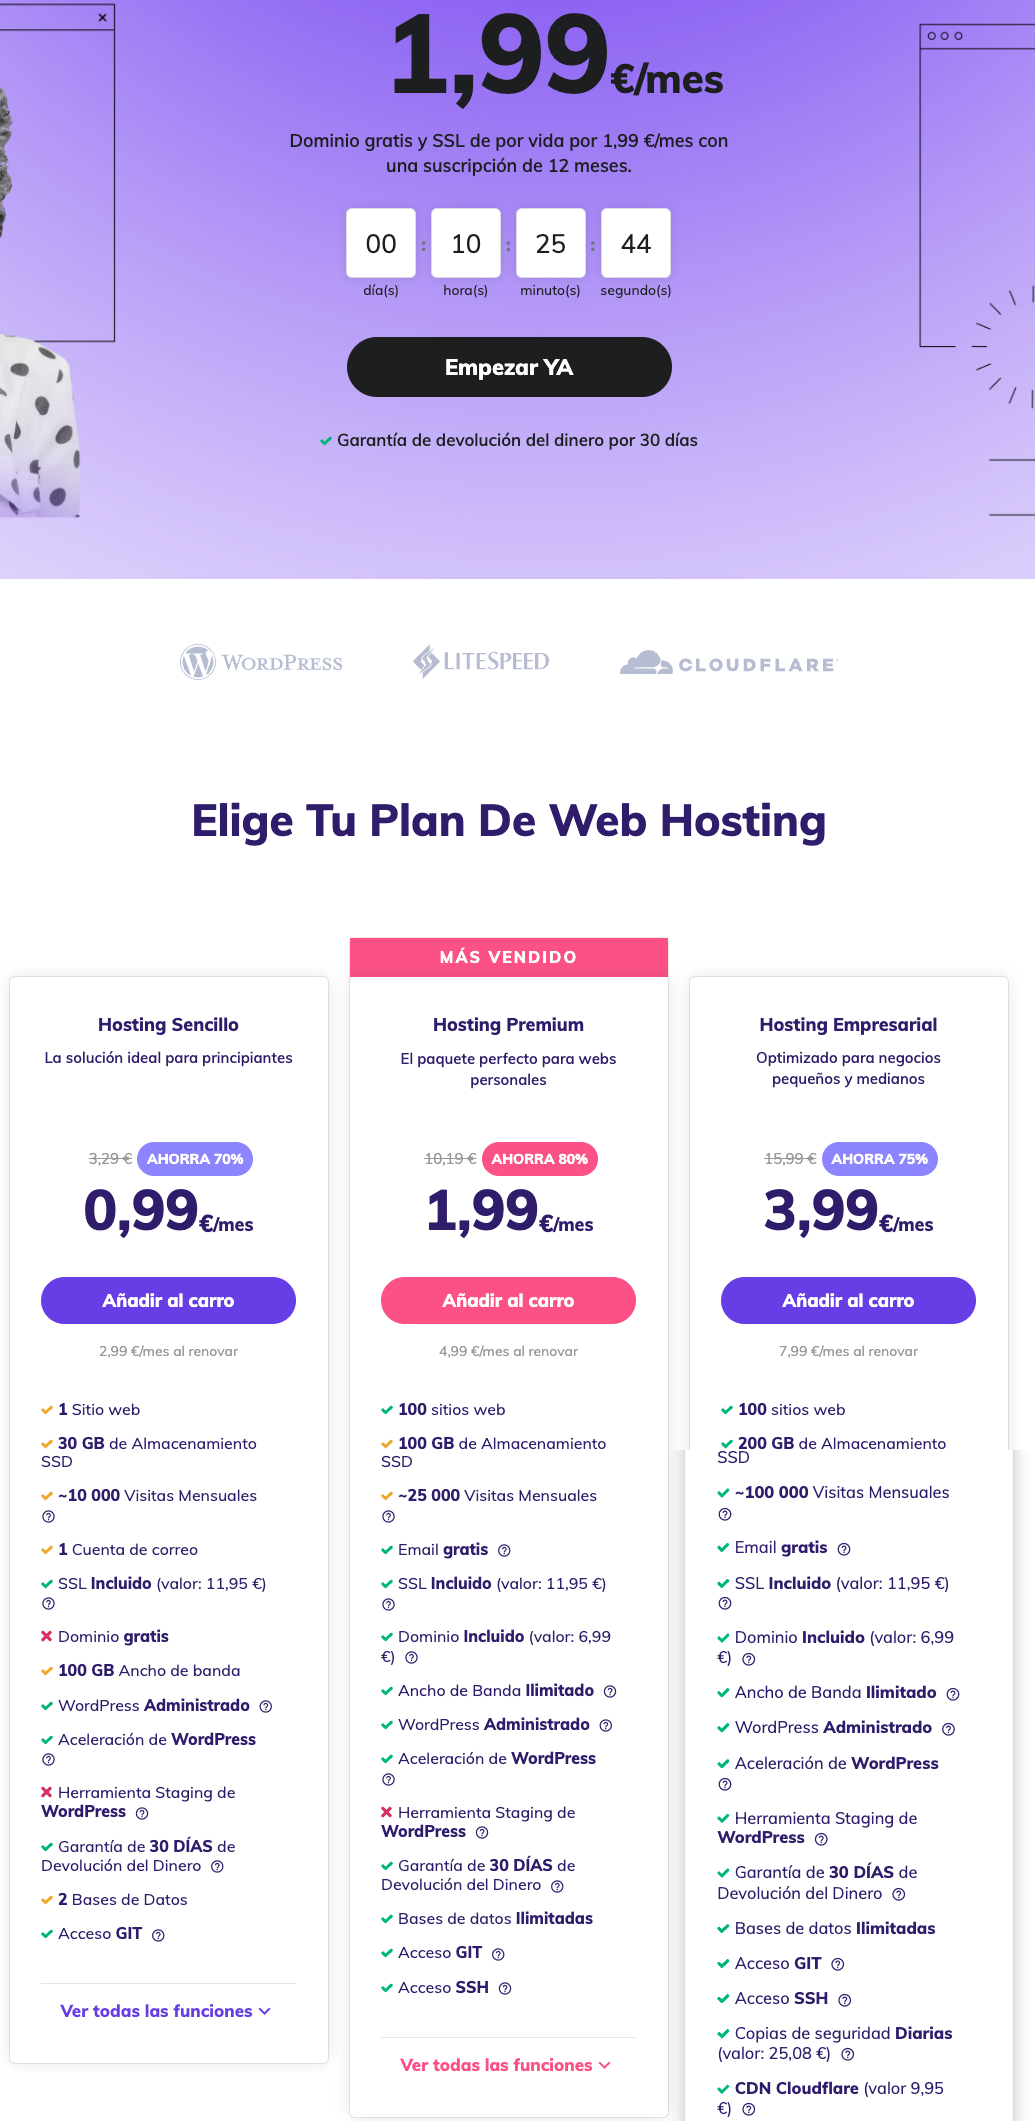 1,99 €/mes
Dominio gratis y SSL de por vida por 1,99 €/mes con
una suscripción de 12 meses.
00 : 10 : 25 : 44
día(s) hora(s) minuto(s) segundo(s)
Empezar YA
Garantía de devolución del dinero por 30 días
WORDPRESS
LITESPEED
CLOUDFLARE
Elige Tu Plan De Web Hosting
Hosting Sencillo
La solución ideal para principiantes
3,29 € AHORRA 70%
0,99 €/mes
Añadir al carro
2,99 €/mes al renovar
1 Sitio web
30 GB de Almacenamiento
SSD
~10 000 Visitas Mensuales
1 Cuenta de correo
SSL Incluido (valor: 11,95 €)
Dominio gratis
100 GB Ancho de banda
WordPress Administrado
Aceleración de WordPress
Herramienta Staging de
WordPress
Garantía de 30 DÍAS de
Devolución del Dinero
2 Bases de Datos
Acceso GIT
Ver todas las funciones
MÁS VENDIDO
Hosting Premium
El paquete perfecto para webs
personales
10,19 € AHORRA 80%
1,99 €/mes
Añadir al carro
4,99 €/mes al renovar
100 sitios web
100 GB de Almacenamiento
SSD
~25 000 Visitas Mensuales
Email gratis
SSL Incluido (valor: 11,95 €)
Dominio Incluido (valor: 6,99
€)
Ancho de Banda Ilimitado
WordPress Administrado
Aceleración de WordPress
Herramienta Staging de
WordPress
Garantía de 30 DÍAS de
Devolución del Dinero
Bases de datos Ilimitadas
Acceso GIT
Acceso SSH
Ver todas las funciones
Hosting Empresarial
Optimizado para negocios
pequeños y medianos
15,99 € AHORRA 75%
3,99 €/mes
Añadir al carro
7,99 €/mes al renovar
100 sitios web
200 GB de Almacenamiento
SSD
~100 000 Visitas Mensuales
Email gratis
SSL Incluido (valor: 11,95 €)
Dominio Incluido (valor: 6,99
€)
Ancho de Banda Ilimitado
WordPress Administrado
Aceleración de WordPress
Herramienta Staging de
WordPress
Garantía de 30 DÍAS de
Devolución del Dinero
Bases de datos Ilimitadas
Acceso GIT
Acceso SSH
Copias de seguridad Diarias
(valor: 25,08 €)
CDN Cloudflare (valor 9,95
€)